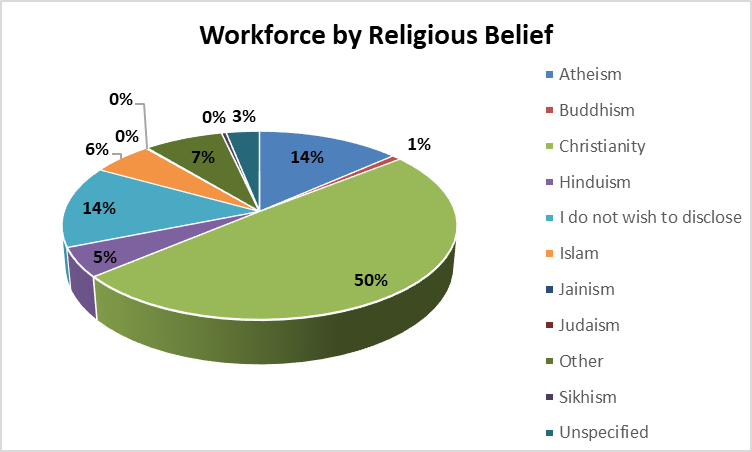 Workforce by Religious Belief
0%
0%
3%
0%
14%
1%
6%
7%
14%
5%
50%
Atheism
Buddhism
Christianity
Hinduism
I do not wish to disclose
Islam
Jainism
Judaism
Other
Sikhism
Unspecified